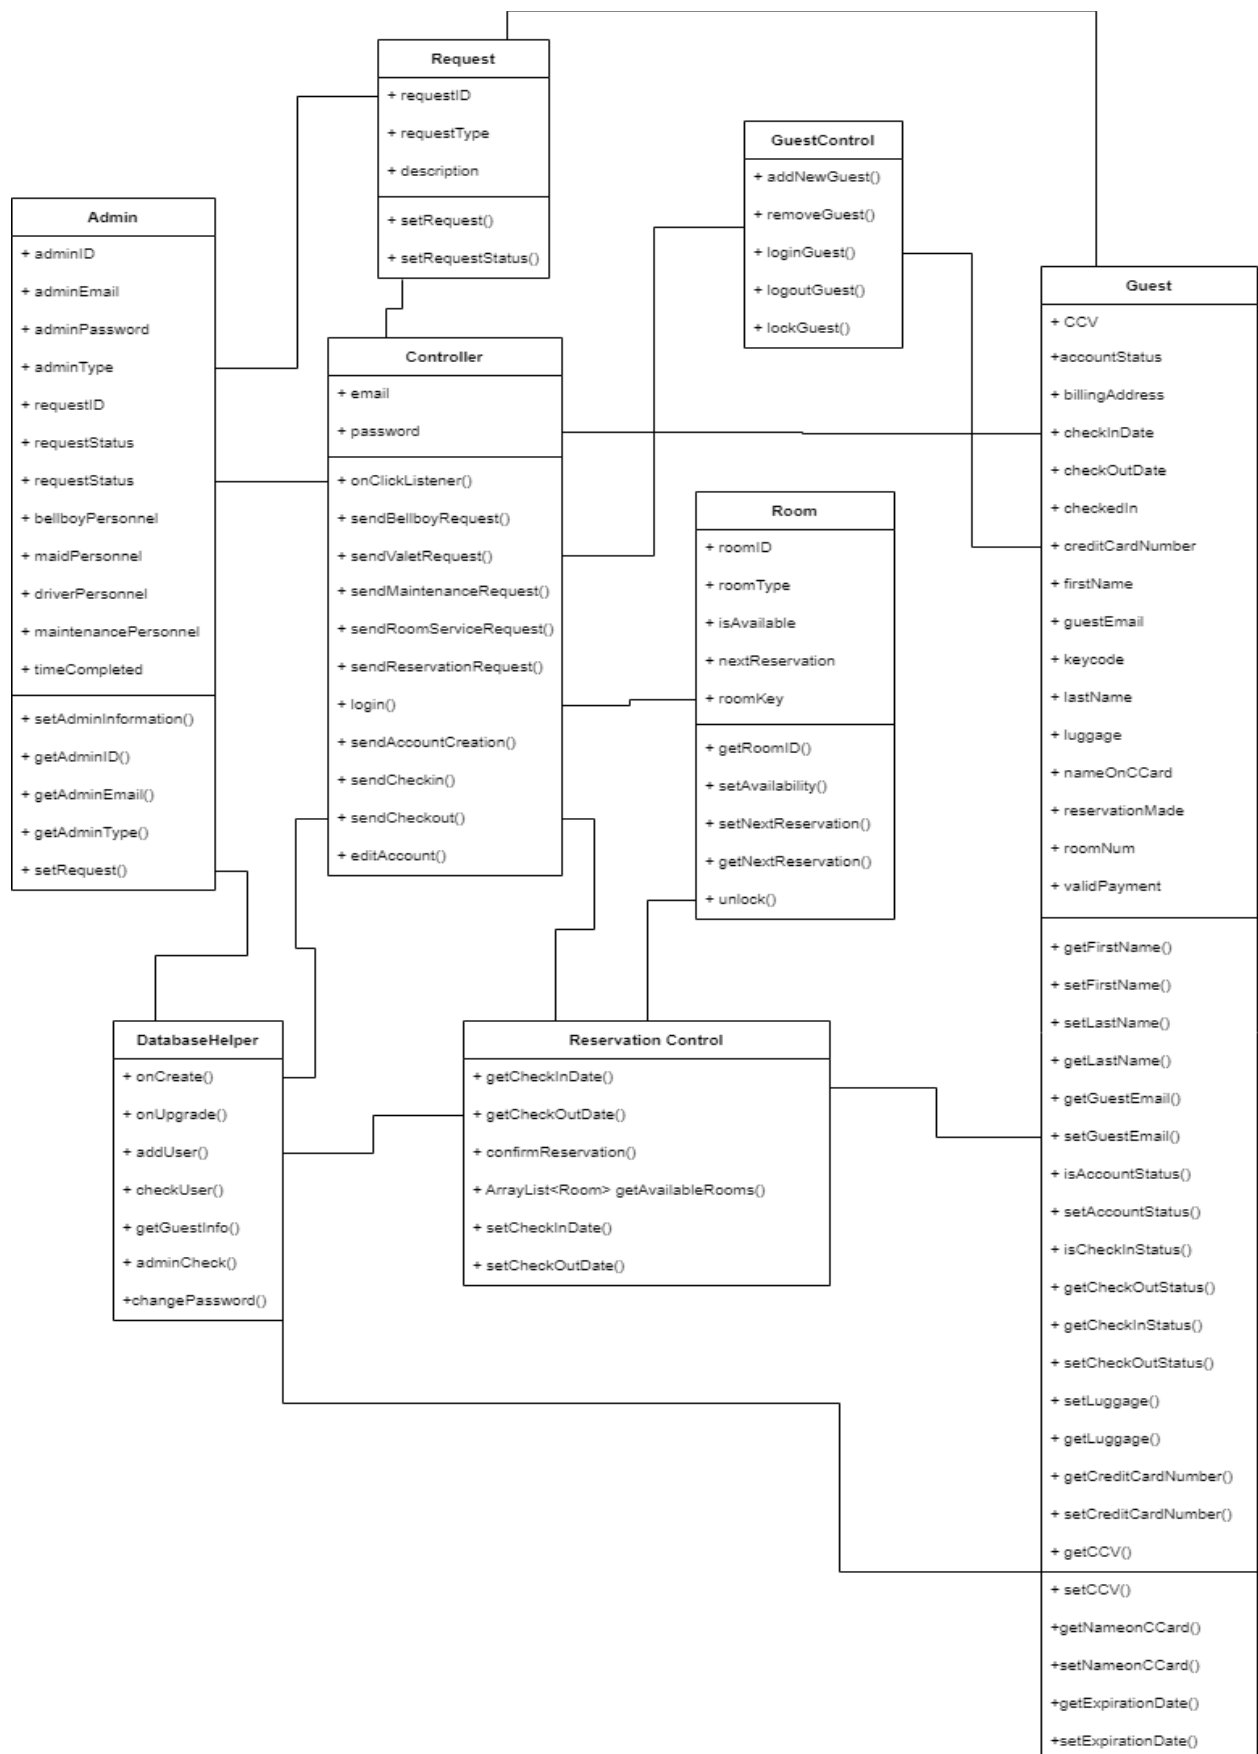 Request
+ requestID
+ requestType
+ description
+ setRequest()
+ setRequestStatus()
GuestControl
+ addNewGuest()
+ removeGuest()
+ loginGuest()
+ logoutGuest()
+ lockGuest()
Admin
+ adminID
+ adminEmail
+ adminPassword
+ adminType
+ requestID
+ requestStatus
+ requestStatus
+ bellboyPersonnel
+ maidPersonnel
+ driverPersonnel
+ maintenancePersonnel
+ timeCompleted
+ setAdminInformation()
+ getAdminID()
+ getAdminEmail()
+ getAdminType()
+ setRequest()
Controller
+ email
+ password
+ onClickListener()
+ sendBellboyRequest()
+ sendValetRequest()
+ sendMaintenanceRequest()
+ sendRoomServiceRequest()
+ sendReservationRequest()
+ login()
+ sendAccountCreation()
+ sendCheckin()
+ sendCheckout()
+ editAccount()
Room
+ roomID
+ roomType
+ isAvailable
+ nextReservation
+ roomKey
+ getRoomID()
+ setAvailability()
+ setNextReservation()
+ getNextReservation()
+ unlock()
Guest
+ CCV
+accountStatus
+ billingAddress
+ checkInDate
+ checkOutDate
+ checkedIn
+ creditCardNumber
+ firstName
+ guestEmail
+ keycode
+ lastName
+ luggage
+ nameOnCCard
+ reservationMade
+ roomNum
+ validPayment
+ getFirstName()
+ setFirstName()
+ setLastName()
+ getLastName()
+ getGuestEmail()
+ setGuestEmail()
+ isAccountStatus()
+ setAccountStatus()
+ isCheckInStatus()
+ getCheckOutStatus()
+ getCheckInStatus()
+ setCheckOutStatus()
+ setLuggage()
+ getLuggage()
+ getCreditCardNumber()
+ setCreditCardNumber()
+ getCCV()
+ setCCV()
+getNameonCCard()
+setNameonCCard()
+getExpirationDate()
+setExpirationDate()
DatabaseHelper
+ onCreate()
+ onUpgrade()
+ addUser()
+ checkUser()
+ getGuestInfo()
+ adminCheck()
+changePassword()
Reservation Control
+ getCheckInDate()
+ getCheckOutDate()
+ confirmReservation()
+ ArrayList<Room> getAvailableRooms()
+ setCheckInDate()
+ setCheckOutDate()